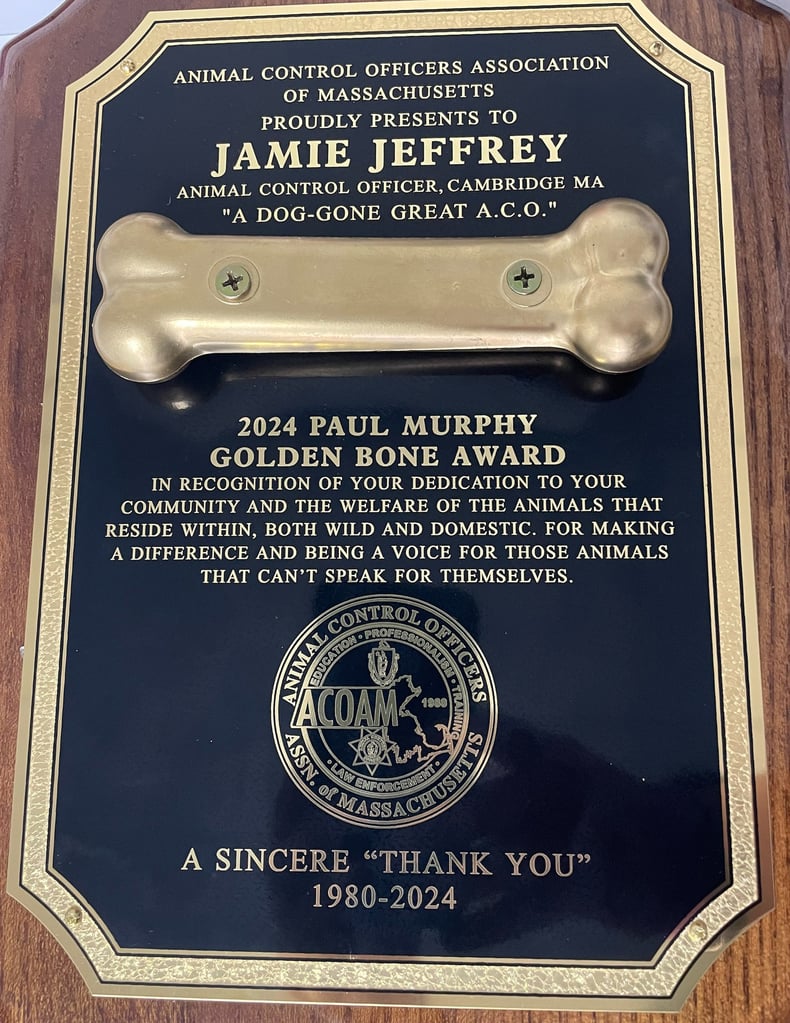 ANIMAL CONTROL OFFICERS ASSOCIATION
OF MASSACHUSETTS
PROUDLY PRESENTS TO
JAMIE JEFFREY
ANIMAL CONTROL OFFICER, CAMBRIDGE MA
"A DOG-GONE GREAT A.C.O."
2024 PAUL MURPHY
GOLDEN BONE AWARD
IN RECOGNITION OF YOUR DEDICATION TO YOUR
COMMUNITY AND THE WELFARE OF THE ANIMALS THAT
RESIDE WITHIN, BOTH WILD AND DOMESTIC. FOR MAKING
A DIFFERENCE AND BEING A VOICE FOR THOSE ANIMALS
THAT CAN'T SPEAK FOR THEMSELVES.
ANIMAL CONTROL OFFICERS
EDUCATION • PROFESSIONALISM • TRAINING
ACOAM
1980
• LAW ENFORCEMENT •
ASSN. of MASSACHUSETTS
A SINCERE “THANK YOU”
1980-2024